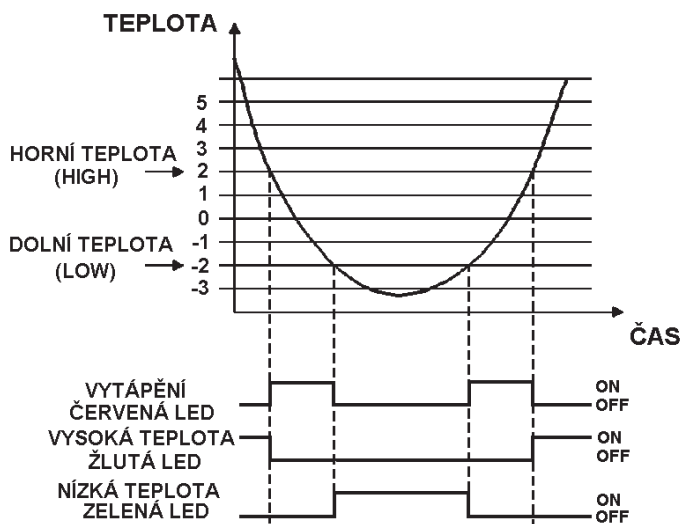 TEPLOTA
5
4
3
HORNÍ TEPLOTA
(HIGH)
2
1
0
-1
DOLNÍ TEPLOTA
(LOW)
-2
-3
ČAS
VYTÁPĚNÍ
ČERVENÁ LED
ON
OFF
VYSOKÁ TEPLOTA
ŽLUTÁ LED
ON
OFF
NÍZKÁ TEPLOTA
ZELENÁ LED
ON
OFF